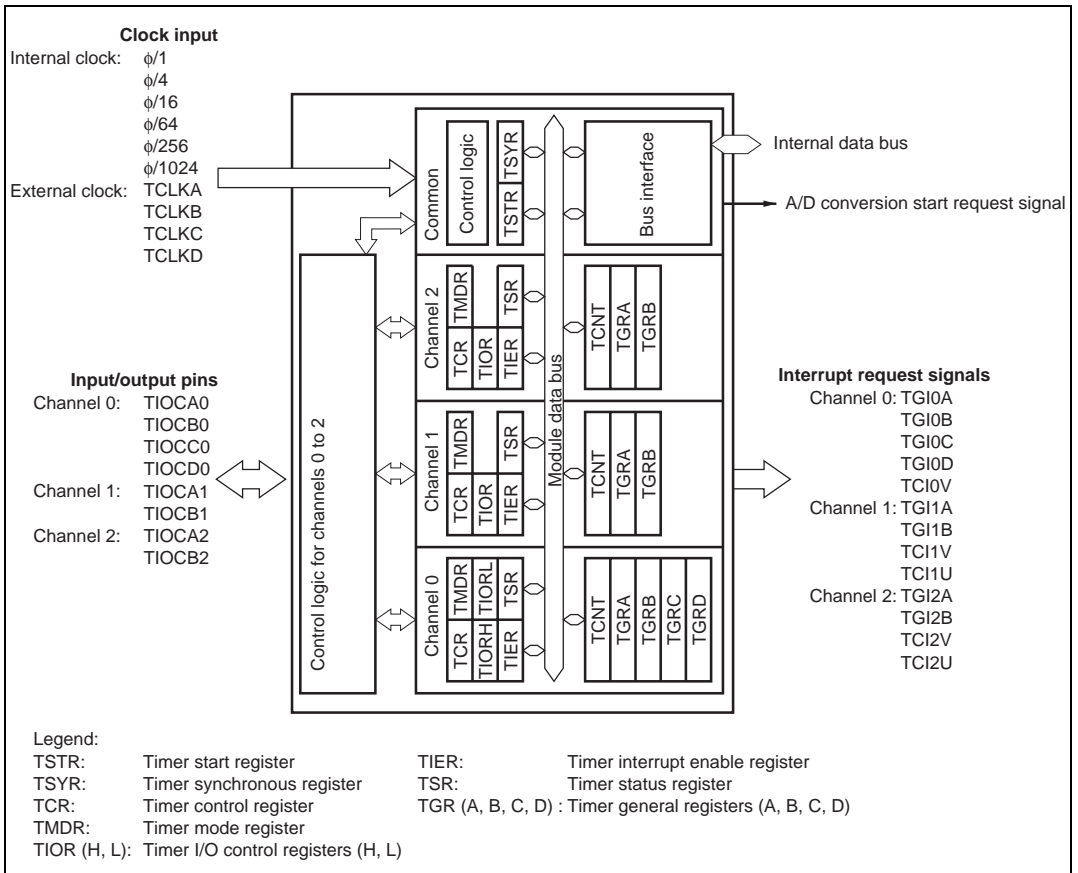 Clock input
Internal clock: ϕ/1
ϕ/4
ϕ/16
ϕ/64
ϕ/256
ϕ/1024
External clock: TCLKA
TCLKB
TCLKC
TCLKD
Input/output pins
Channel 0: TIOCA0
TIOCB0
TIOCC0
TIOCD0
Channel 1: TIOCA1
TIOCB1
Channel 2: TIOCA2
TIOCB2
Control logic for channels 0 to 2
Common
Control logic
TSTR TSYR
Bus interface
Module data bus
Channel 2
TCR TMDR
TIOR
TIER TSR
TCNT
TGRA
TGRB
Channel 1
TCR TMDR
TIOR
TIER TSR
TCNT
TGRA
TGRB
Channel 0
TCR TMDR
TIORH TIORL
TIER TSR
TCNT
TGRA
TGRB
TGRC
TGRD
Internal data bus
A/D conversion start request signal
Interrupt request signals
Channel 0: TGI0A
TGI0B
TGI0C
TGI0D
TCI0V
Channel 1: TGI1A
TGI1B
TCI1V
TCI1U
Channel 2: TGI2A
TGI2B
TCI2V
TCI2U
Legend:
TSTR: Timer start register
TSYR: Timer synchronous register
TCR: Timer control register
TMDR: Timer mode register
TIOR (H, L): Timer I/O control registers (H, L)
TIER: Timer interrupt enable register
TSR: Timer status register
TGR (A, B, C, D) : Timer general registers (A, B, C, D)